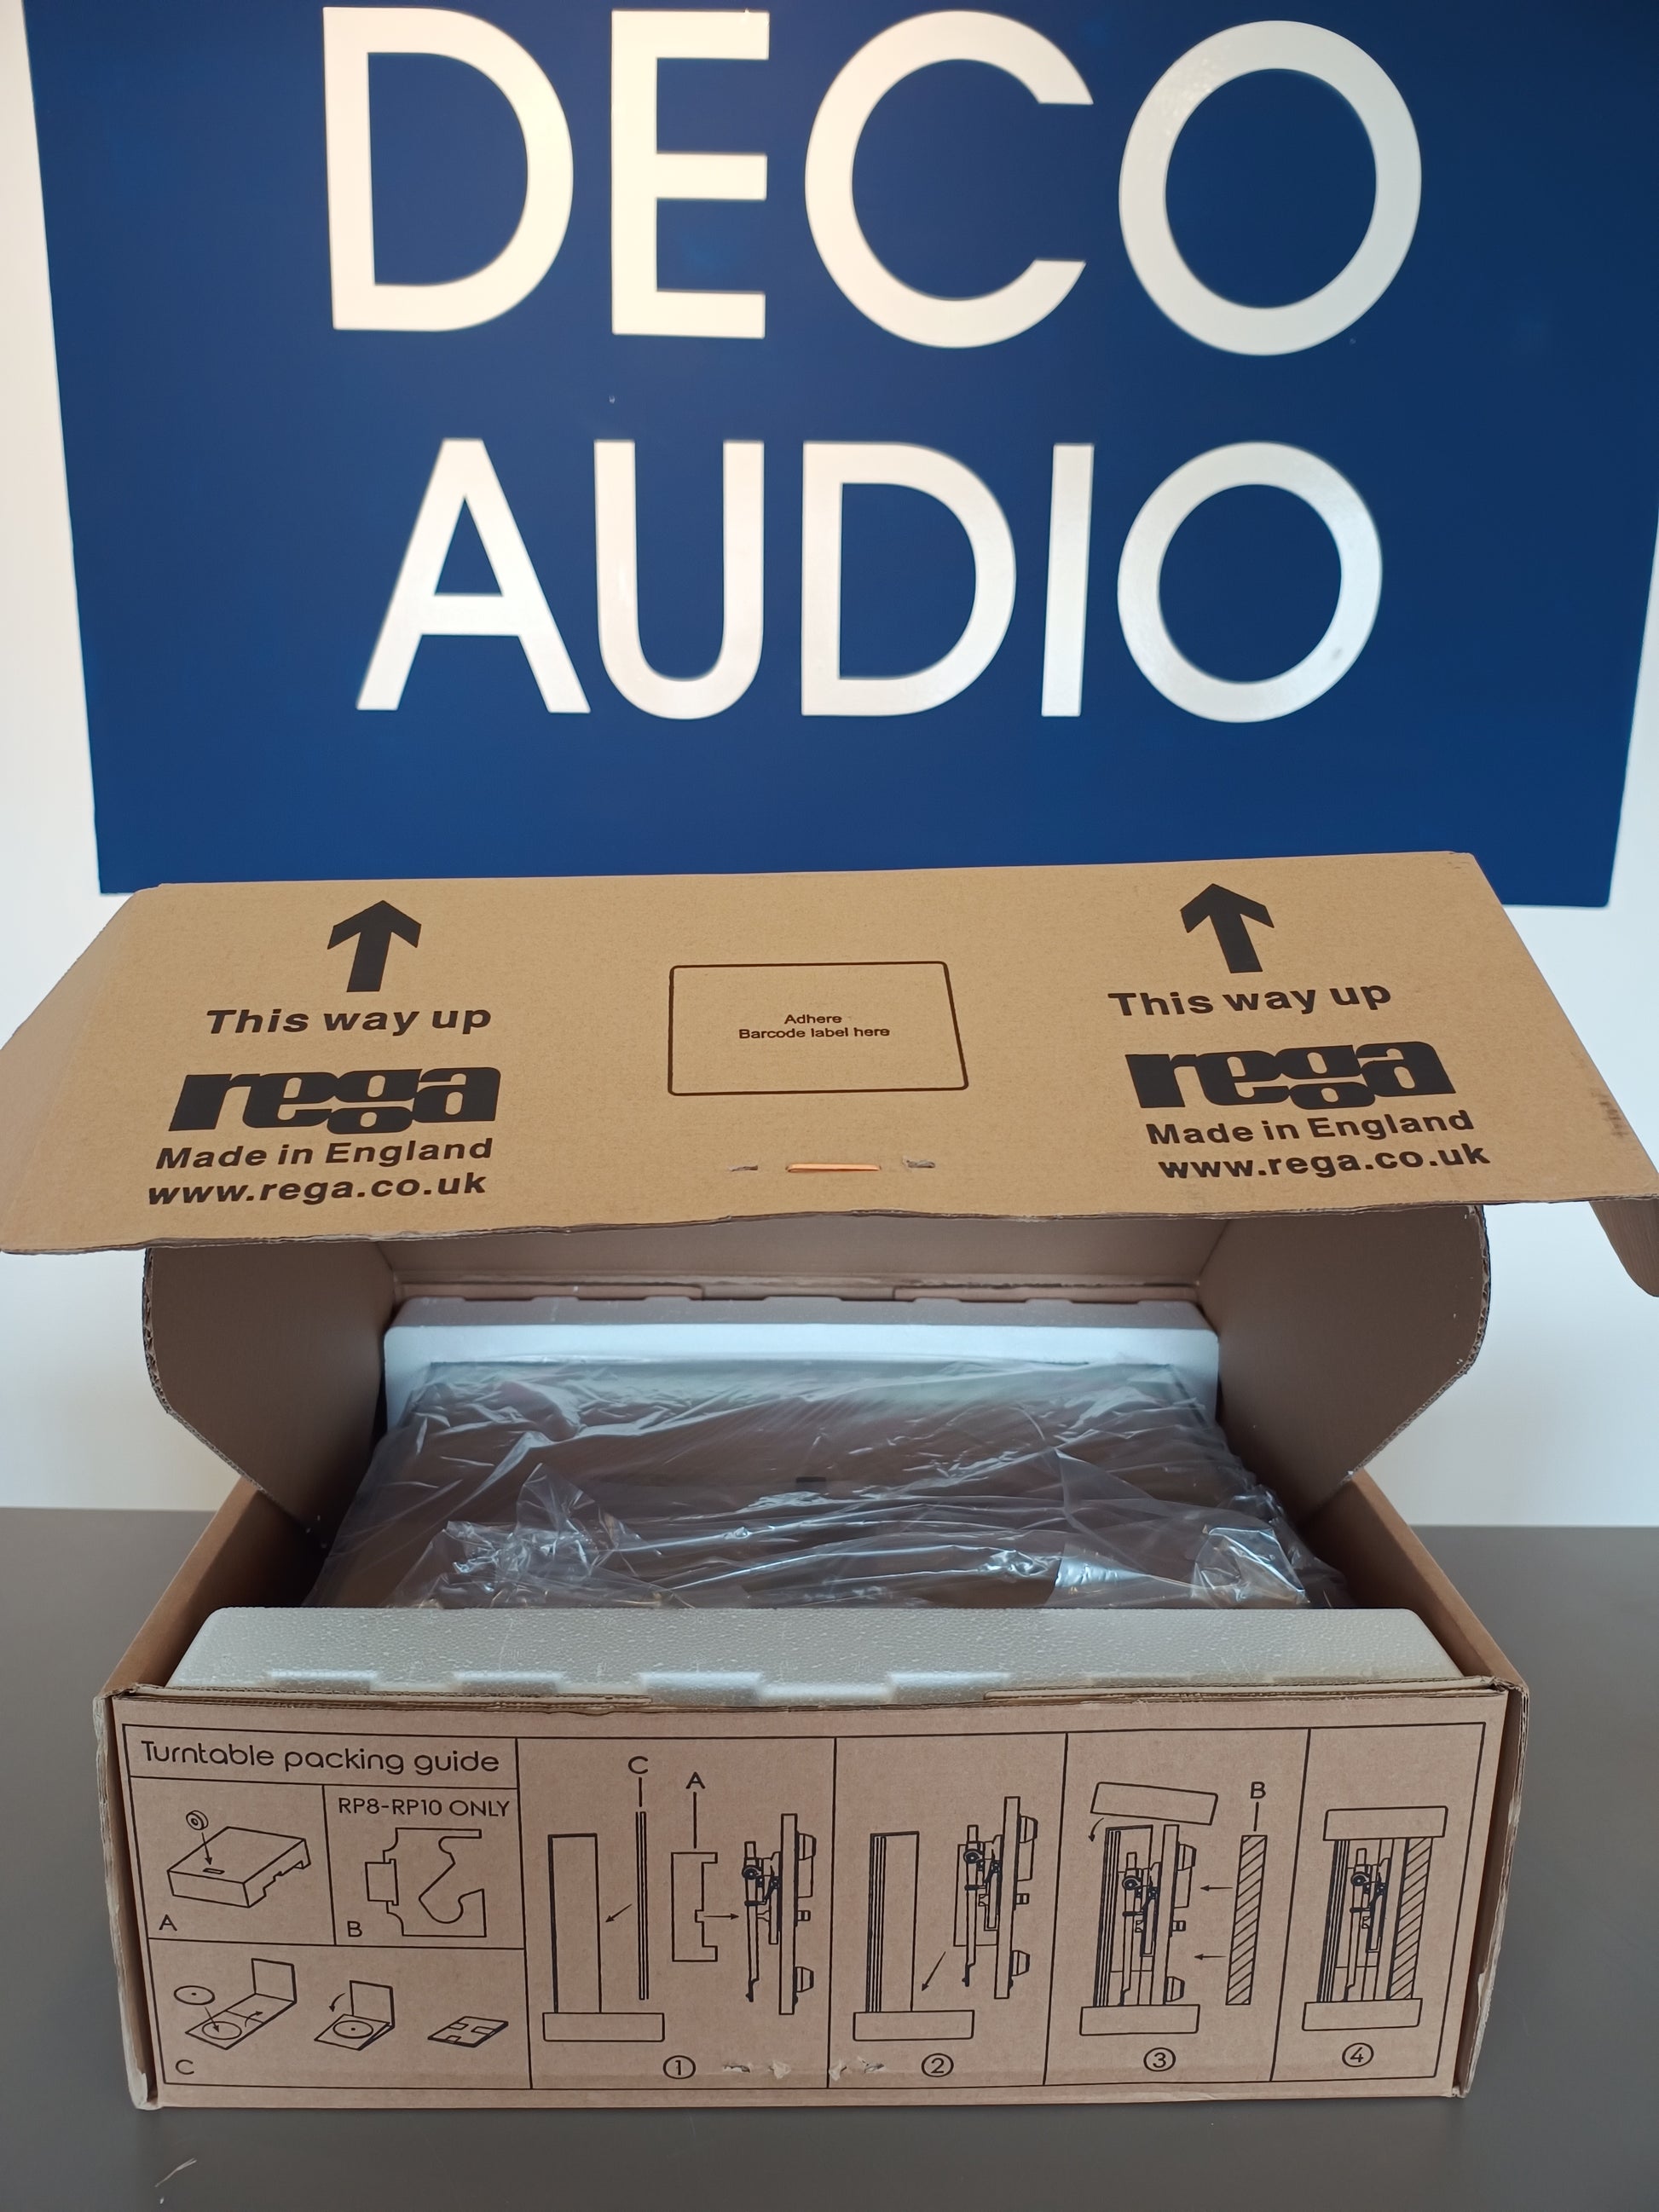 DECO
AUDIO
This way up
rega
Made in England
www.rega.co.uk
Adhere
Barcode label here
This way up
rega
Made in England
www.rega.co.uk
Turntable packing guide
A
RP8-RP10 ONLY
B
C
C
A
1
2
B
3
4